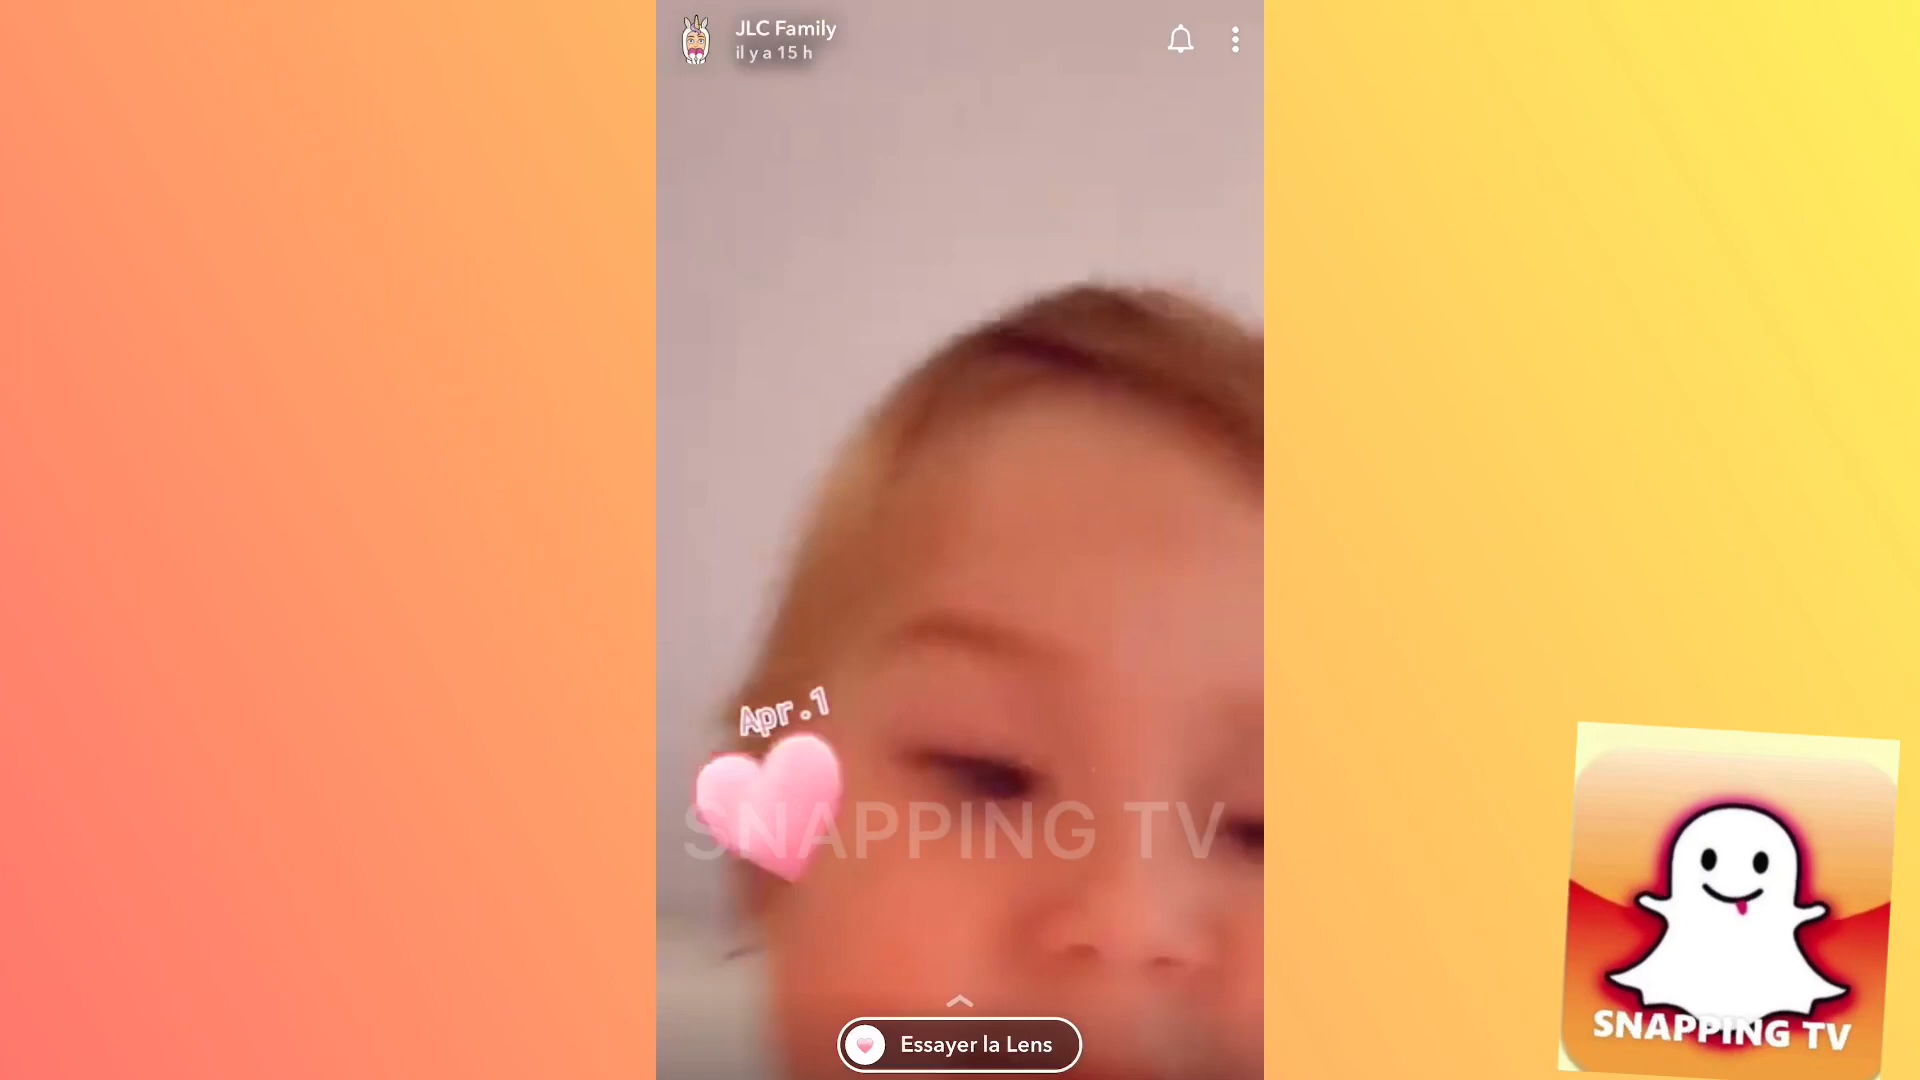 JLC Family
il y a 15 h
Apr.1
SNAPPING TV
Essayer la Lens
SNAPPING TV